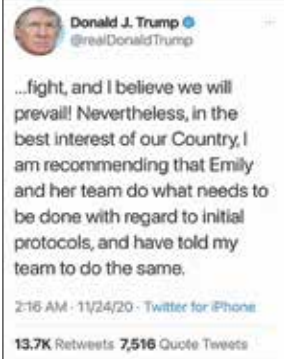 Donald J. Trump
@realDonaldTrump
...fight, and I believe we will
prevail! Nevertheless, in the
best interest of our Country, I
am recommending that Emily
and her team do what needs to
be done with regard to initial
protocols, and have told my
team to do the same.
2:16 AM · 11/24/20 · Twitter for iPhone
13.7K Retweets 7,516 Quote Tweets